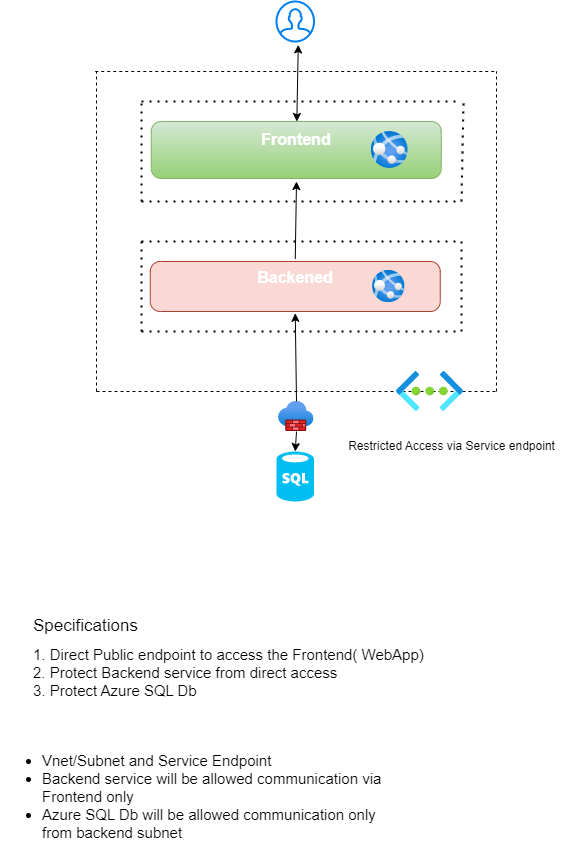 Frontend
Backened
Restricted Access via Service endpoint
SQL
Specifications
1. Direct Public endpoint to access the Frontend( WebApp)
2. Protect Backend service from direct access
3. Protect Azure SQL Db
• Vnet/Subnet and Service Endpoint
• Backend service will be allowed communication via
Frontend only
• Azure SQL Db will be allowed communication only
from backend subnet